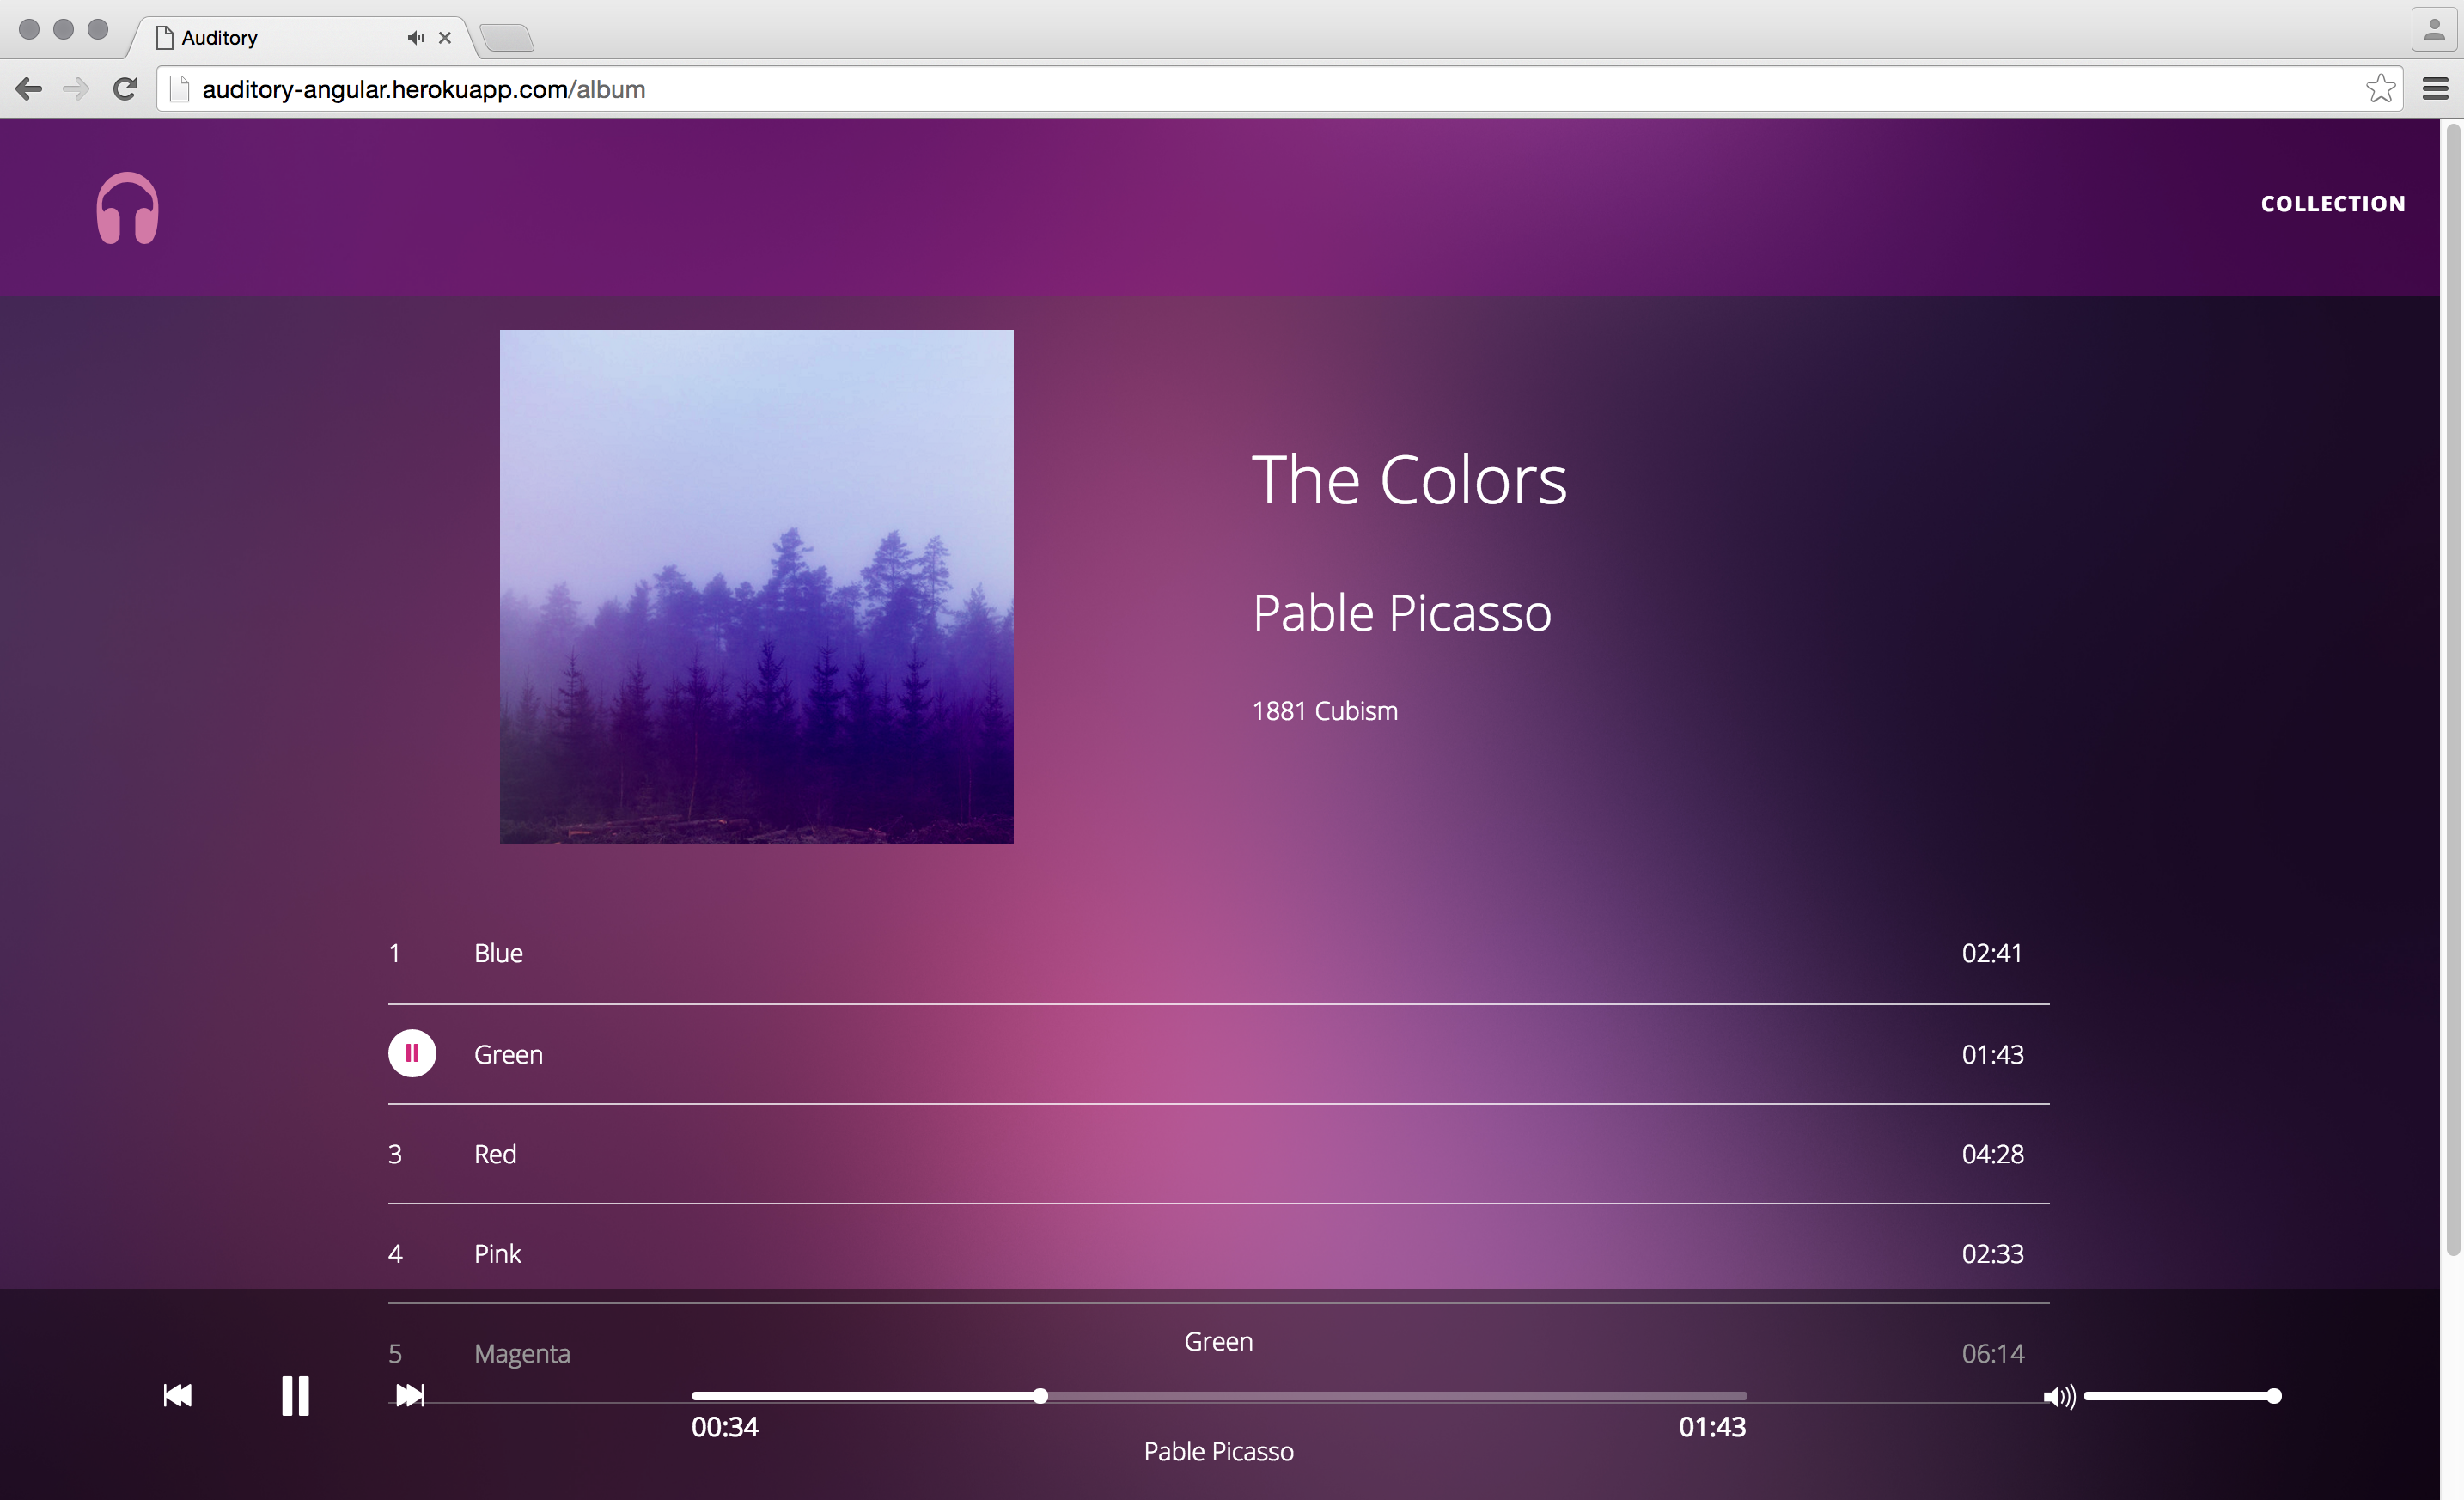 Auditory
auditory-angular.herokuapp.com/album
COLLECTION
The Colors
Pable Picasso
1881 Cubism
1 Blue 02:41
Green 01:43
3 Red 04:28
4 Pink 02:33
Green
5 Magenta 06:14
00:34 01:43
Pable Picasso